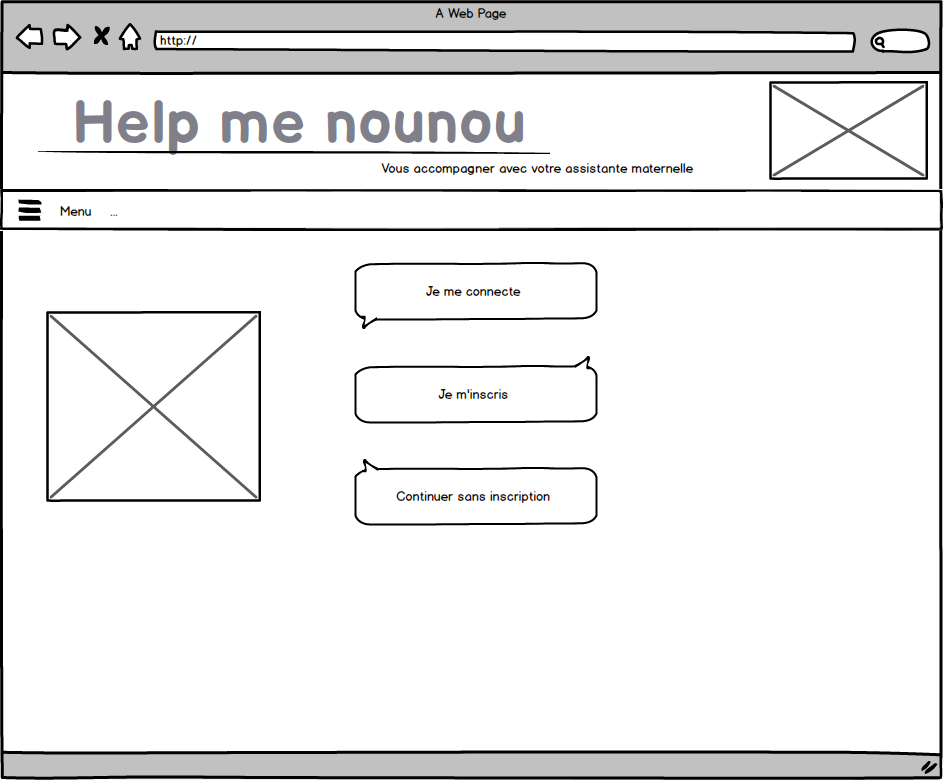 A Web Page
http://
Help me nounou
Vous accompagner avec votre assistante maternelle
Menu ...
Je me connecte
Je m'inscris
Continuer sans inscription